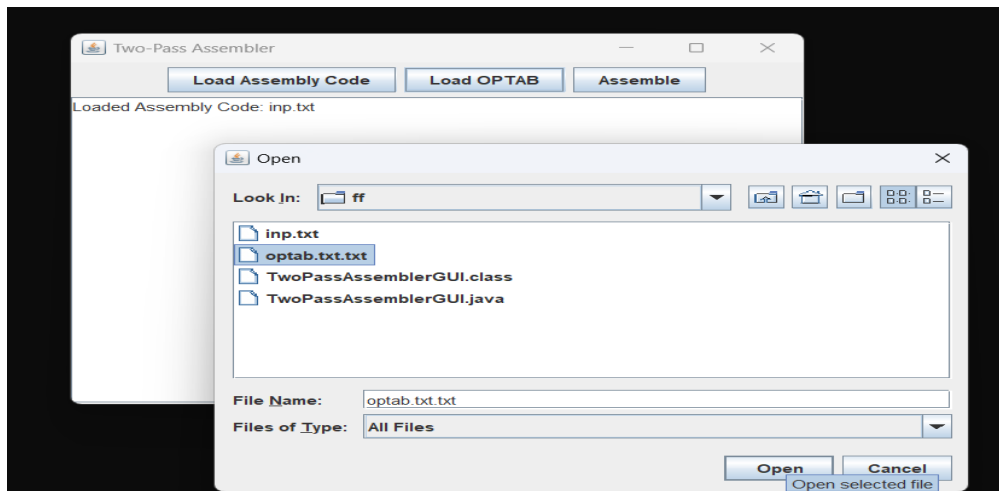 Two-Pass Assembler
Load Assembly Code Load OPTAB Assemble
Loaded Assembly Code: inp.txt
Open
Look In: ff
inp.txt
optab.txt.txt
TwoPassAssemblerGUI.class
TwoPassAssemblerGUI.java
File Name: optab.txt.txt
Files of Type: All Files
Open Cancel
Open selected file